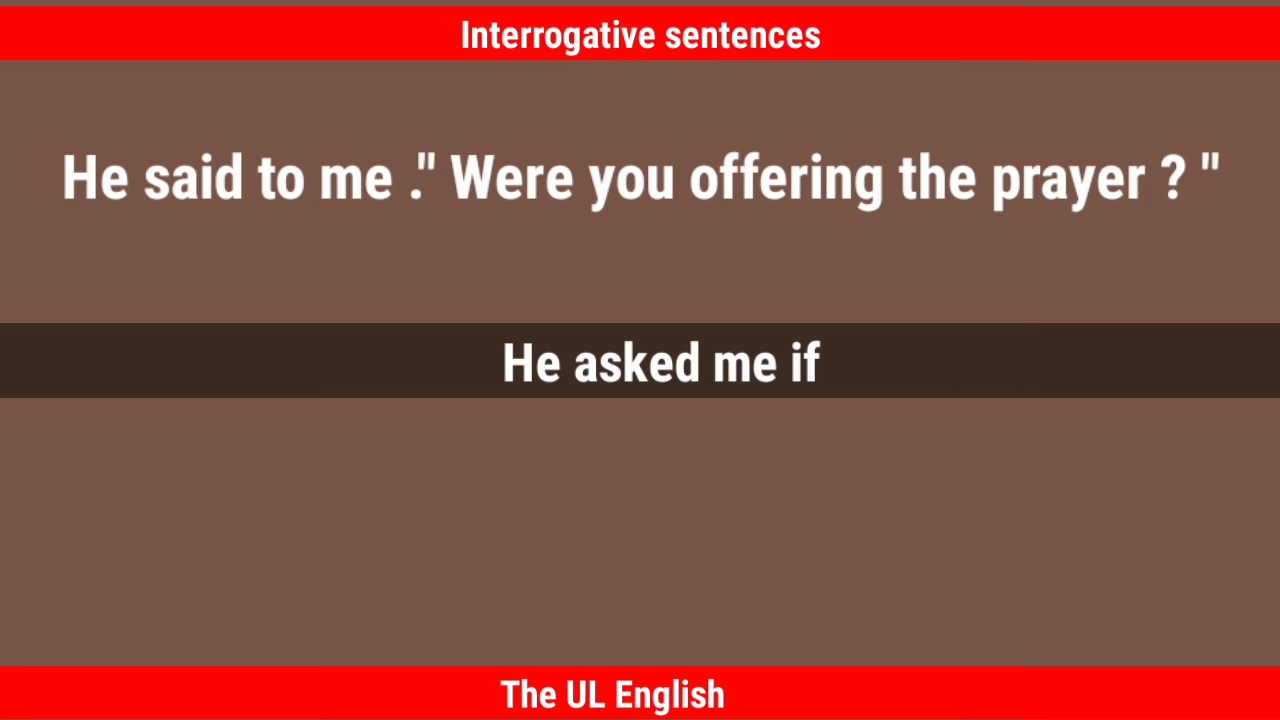 Interrogative sentences
He said to me ." Were you offering the prayer ? "
He asked me if
The UL English